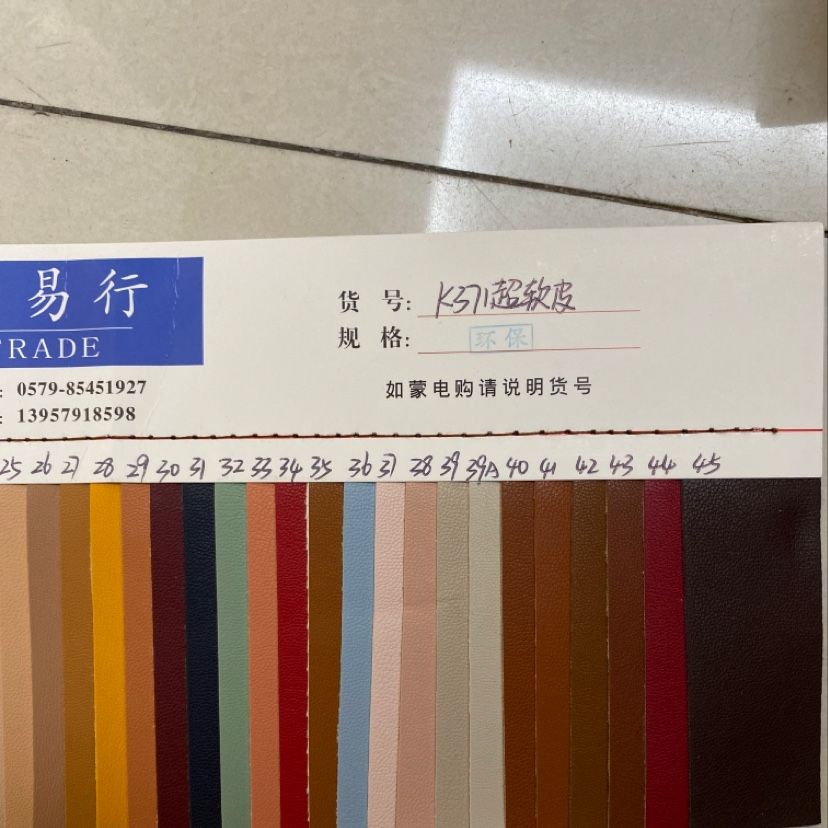 易行
TRADE
货 号: K371超软皮
规 格: 环保
: 0579-85451927
: 13957918598
如蒙电购请说明货号
25 26 27 28 29 30 31 32 33 34 35 36 37 38 39 39A 40 41 42 43 44 45